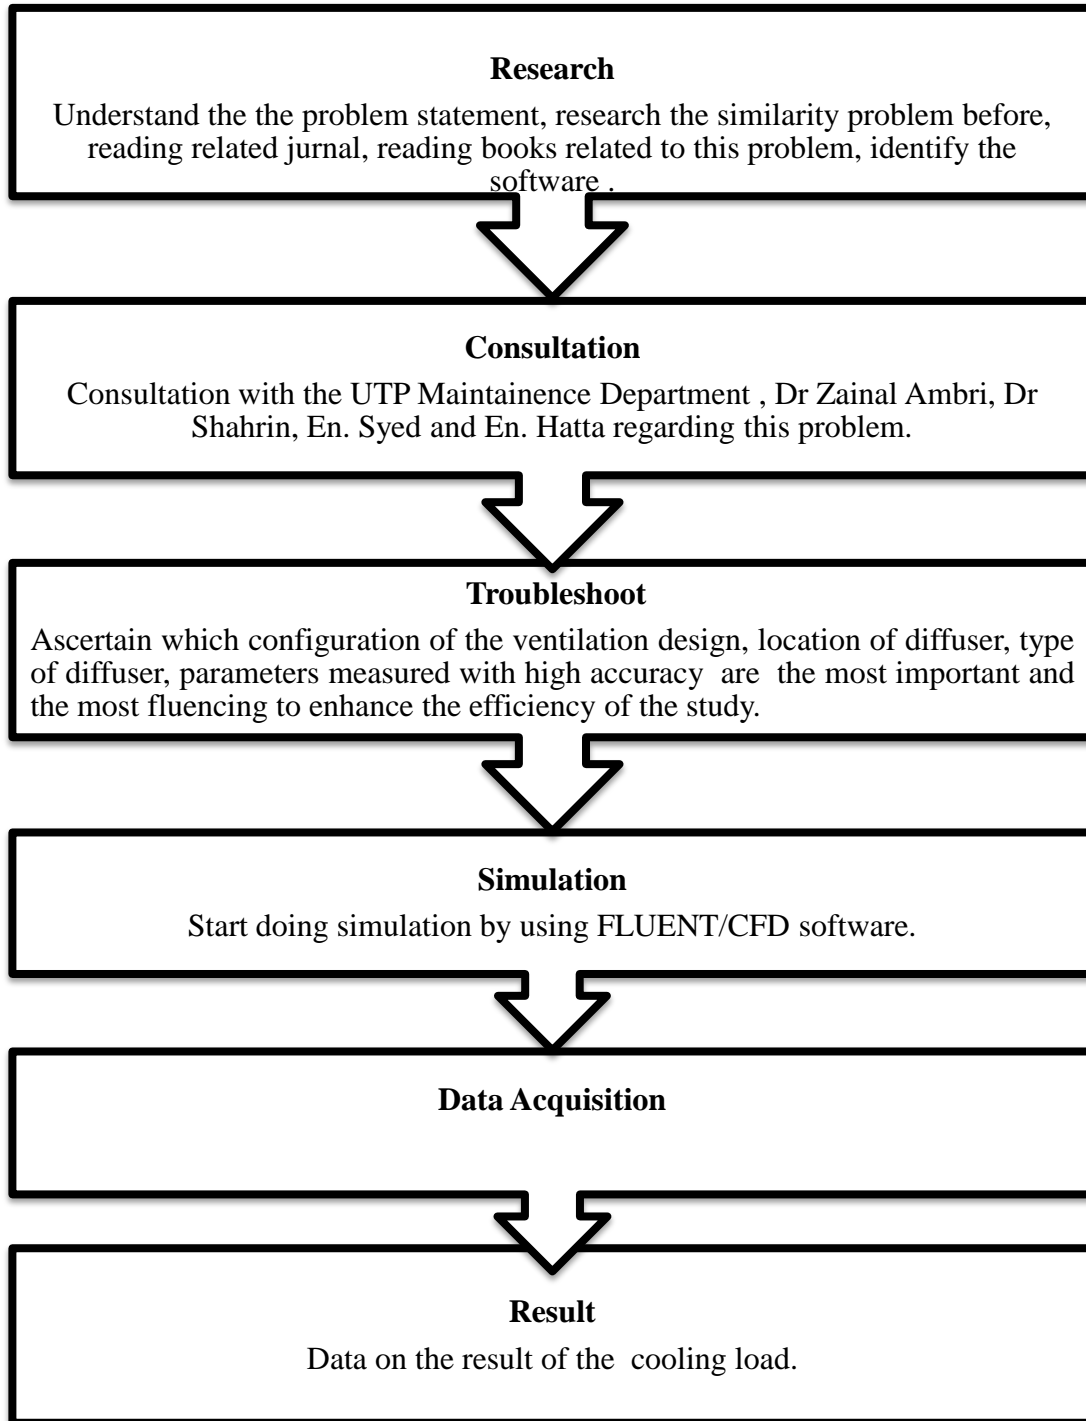 Research
Understand the the problem statement, research the similarity problem before,
reading related jurnal, reading books related to this problem, identify the
software .
Consultation
Consultation with the UTP Maintainence Department , Dr Zainal Ambri, Dr
Shahrin, En. Syed and En. Hatta regarding this problem.
Troubleshoot
Ascertain which configuration of the ventilation design, location of diffuser, type
of diffuser, parameters measured with high accuracy are the most important and
the most fluencing to enhance the efficiency of the study.
Simulation
Start doing simulation by using FLUENT/CFD software.
Data Acquisition
Result
Data on the result of the cooling load.